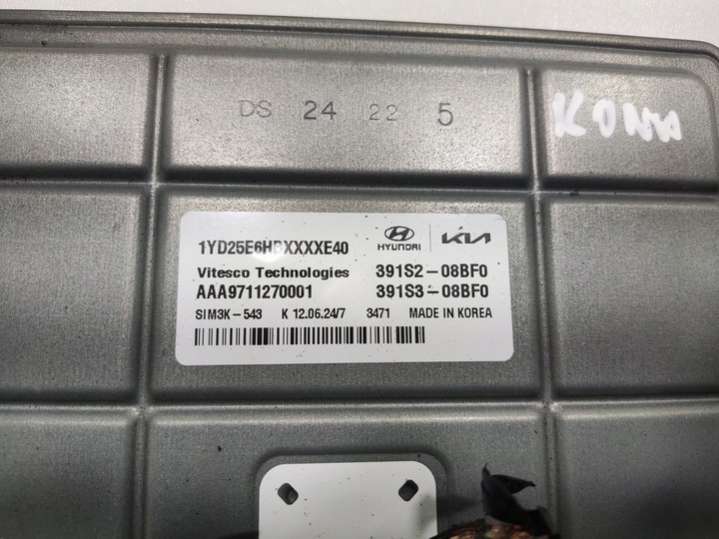 DS 24 22 5
KONA
1YD25E6HBXXXXE40
HYUNDAI KIA
Vitesco Technologies 391S2-08BF0
AAA9711270001 391S3-08BF0
SIM3K-543 K 12.06.24/7 3471 MADE IN KOREA